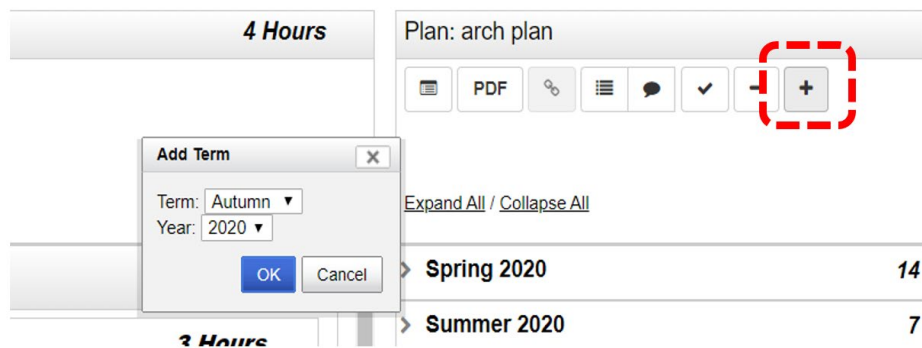 4 Hours
Plan: arch plan
PDF
Add Term
Term: Autumn
Year: 2020
OK Cancel
Expand All / Collapse All
Spring 2020 14
Summer 2020 7
3 Hours